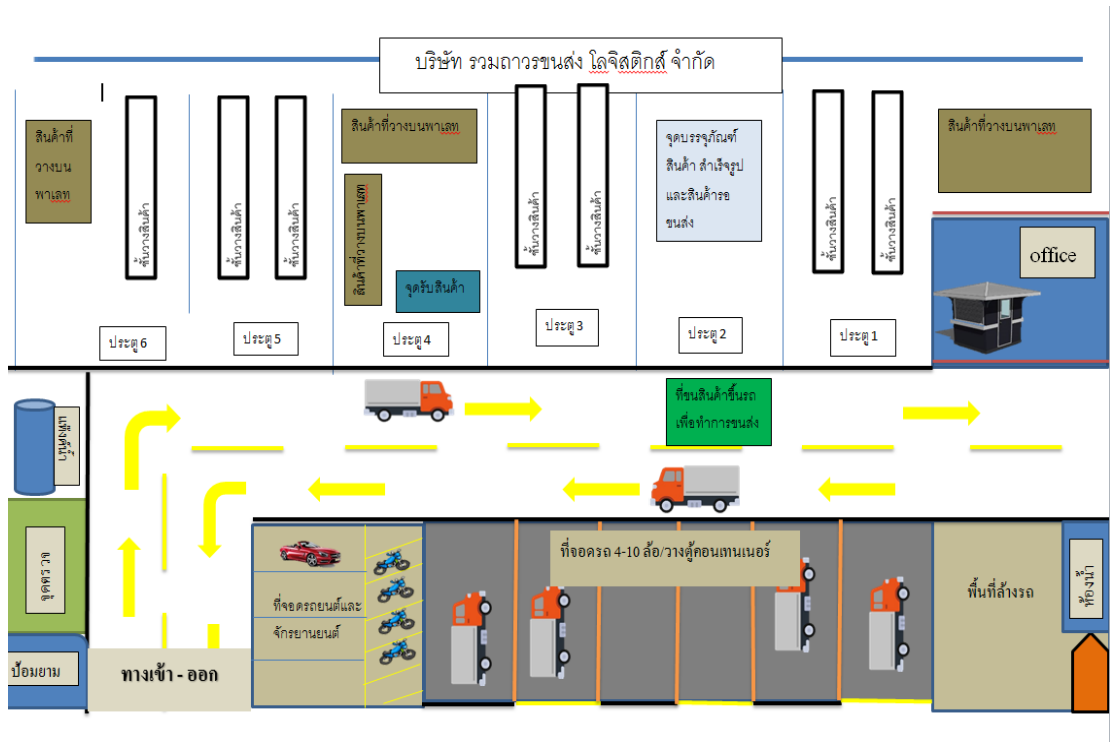 บริษัท รวมถาวรขนส่ง โลจิสติกส์ จำกัด
สินค้าที่
วางบน
พาเลท
ชั้นวางสินค้า
ชั้นวางสินค้า
ชั้นวางสินค้า
สินค้าที่วางบนพาเลท
สินค้าที่วางบนพาเลท
จุดรับสินค้า
ชั้นวางสินค้า
ชั้นวางสินค้า
จุดบรรจุภัณฑ์
สินค้า สำเร็จรูป
และสินค้ารอ
ขนส่ง
ชั้นวางสินค้า
ชั้นวางสินค้า
สินค้าที่วางบนพาเลท
office
ประตู 6
ประตู 5
ประตู 4
ประตู 3
ประตู 2
ประตู 1
ที่ขนสินค้าขึ้นรถ
เพื่อทำการขนส่ง
แท้งค์น้ำ
จุดตรวจ
ป้อมยาม
ทางเข้า - ออก
ที่จอดรถยนต์และ
จักรยานยนต์
ที่จอดรถ 4-10 ล้อ/วางตู้คอนเทนเนอร์
พื้นที่ล้างรถ
ห้องน้ำ